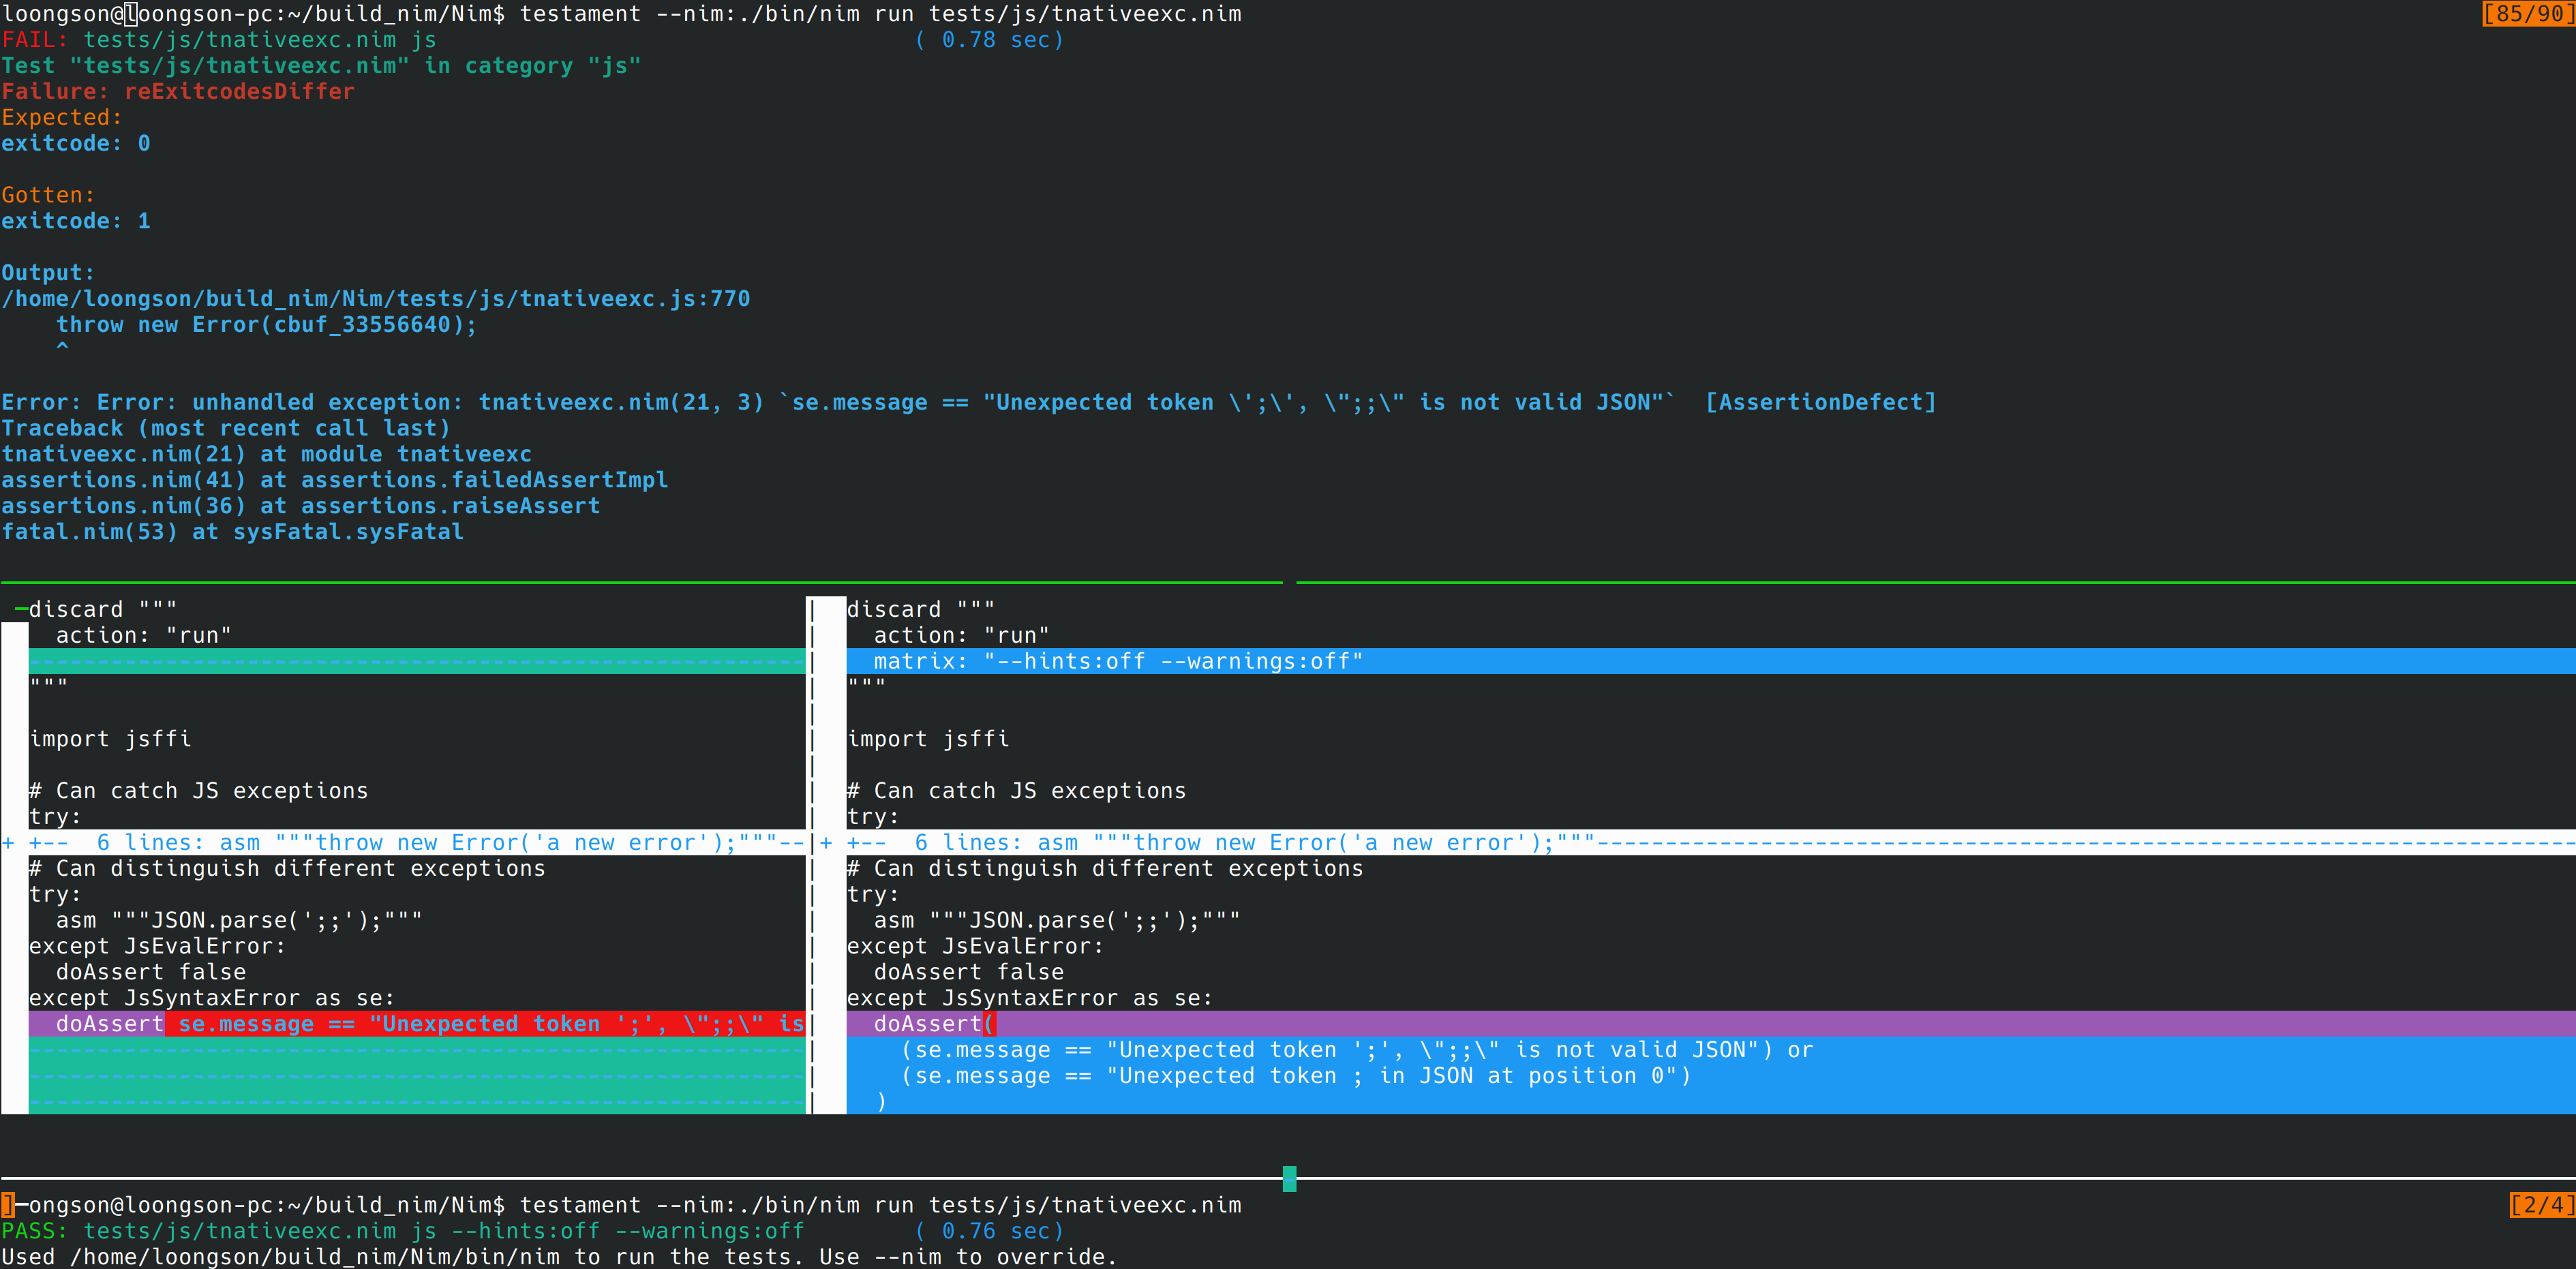 loongson@loongson-pc:~/build_nim/Nim$ testament --nim:./bin/nim run tests/js/tnativeexc.nim [85/90]
FAIL: tests/js/tnativeexc.nim js ( 0.78 sec)
Test "tests/js/tnativeexc.nim" in category "js"
Failure: reExitcodesDiffer
Expected:
exitcode: 0
Gotten:
exitcode: 1
Output:
/home/loongson/build_nim/Nim/tests/js/tnativeexc.js:770
    throw new Error(cbuf_33556640);
    ^
Error: Error: unhandled exception: tnativeexc.nim(21, 3) `se.message == "Unexpected token \';\', \";;\" is not valid JSON"`  [AssertionDefect]
Traceback (most recent call last)
tnativeexc.nim(21) at module tnativeexc
assertions.nim(41) at assertions.failedAssertImpl
assertions.nim(36) at assertions.raiseAssert
fatal.nim(53) at sysFatal.sysFatal
discard """
  action: "run"
"""
import jsffi
# Can catch JS exceptions
try:
+ +--  6 lines: asm """throw new Error('a new error');"""--
# Can distinguish different exceptions
try:
  asm """JSON.parse(';;');"""
except JsEvalError:
  doAssert false
except JsSyntaxError as se:
  doAssert se.message == "Unexpected token ';', \";;\" is
discard """
  action: "run"
  matrix: "--hints:off --warnings:off"
"""
import jsffi
# Can catch JS exceptions
try:
+ +--  6 lines: asm """throw new Error('a new error');"""------------------------------------------------------------------------
# Can distinguish different exceptions
try:
  asm """JSON.parse(';;');"""
except JsEvalError:
  doAssert false
except JsSyntaxError as se:
  doAssert(
    (se.message == "Unexpected token ';', \";;\" is not valid JSON") or
    (se.message == "Unexpected token ; in JSON at position 0")
  )
]ongson@loongson-pc:~/build_nim/Nim$ testament --nim:./bin/nim run tests/js/tnativeexc.nim [2/4]
PASS: tests/js/tnativeexc.nim js --hints:off --warnings:off ( 0.76 sec)
Used /home/loongson/build_nim/Nim/bin/nim to run the tests. Use --nim to override.